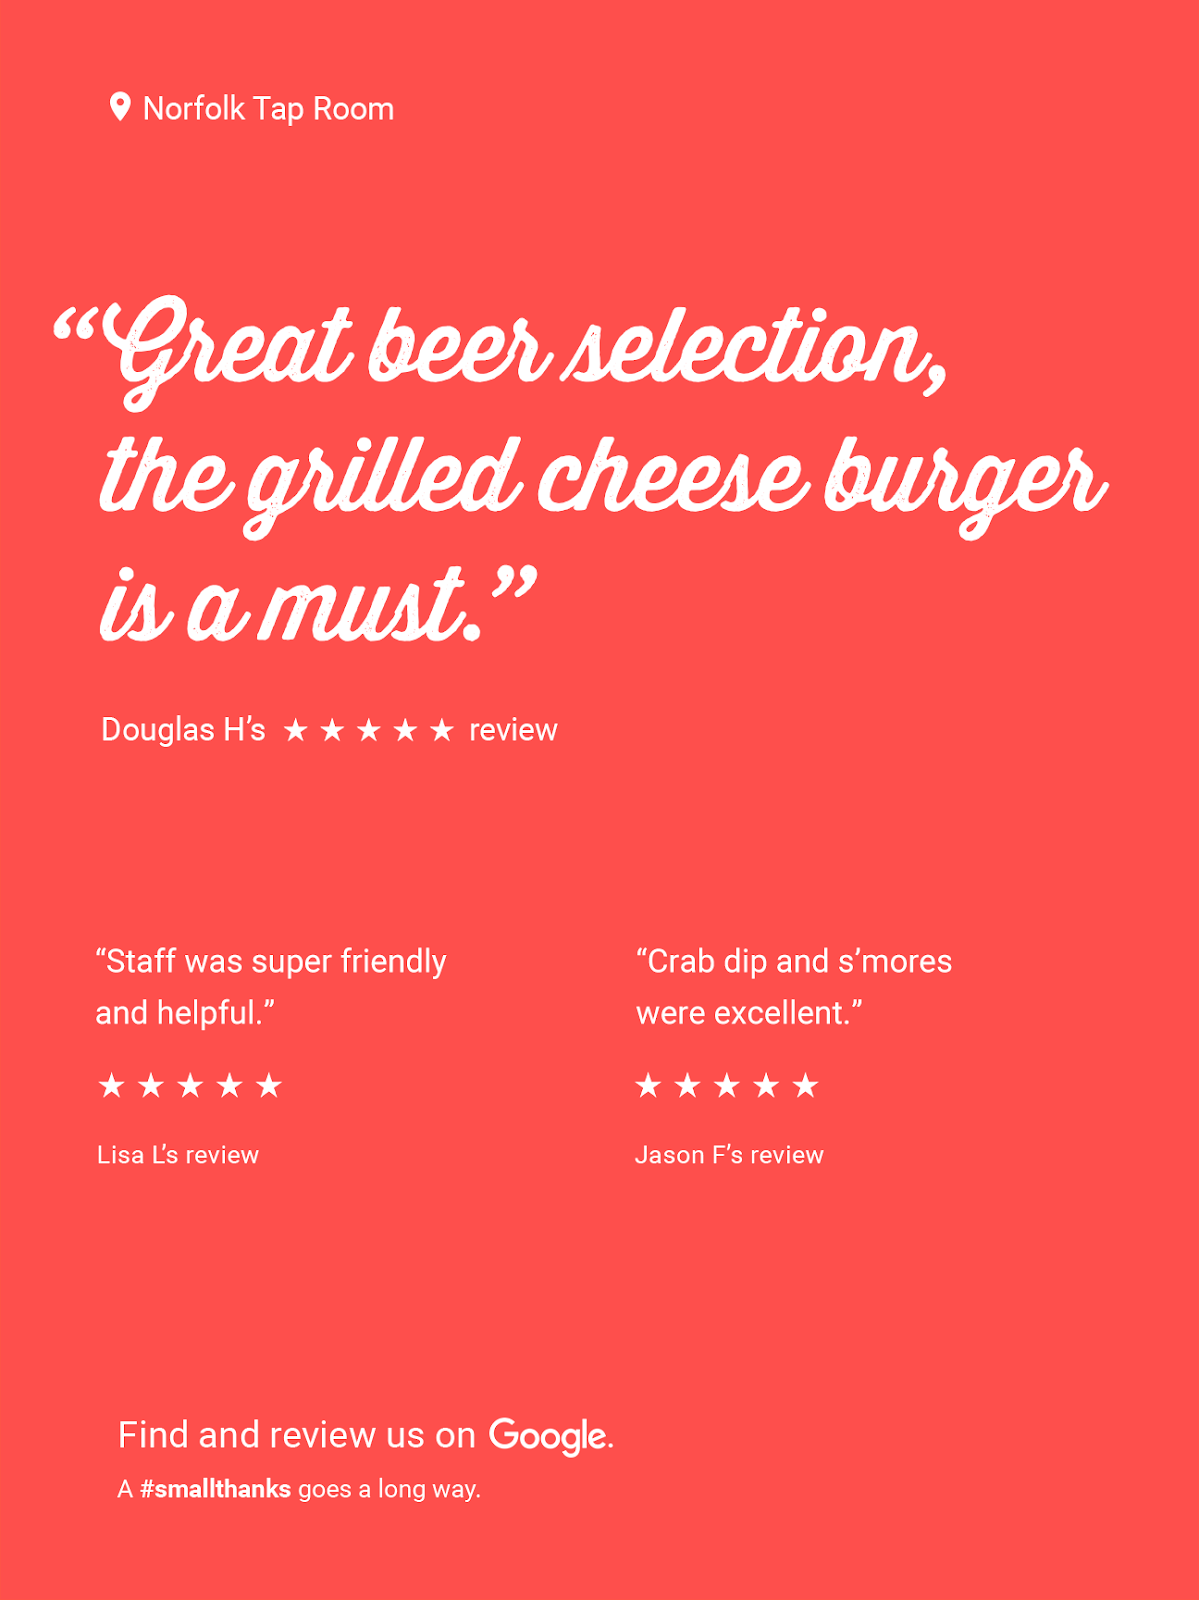 Norfolk Tap Room
“Great beer selection,
the grilled cheese burger
is a must.”
Douglas H’s ★ ★ ★ ★ ★ review
“Staff was super friendly
and helpful.”
★ ★ ★ ★ ★
Lisa L’s review
“Crab dip and s’mores
were excellent.”
★ ★ ★ ★ ★
Jason F’s review
Find and review us on Google.
A #smallthanks goes a long way.